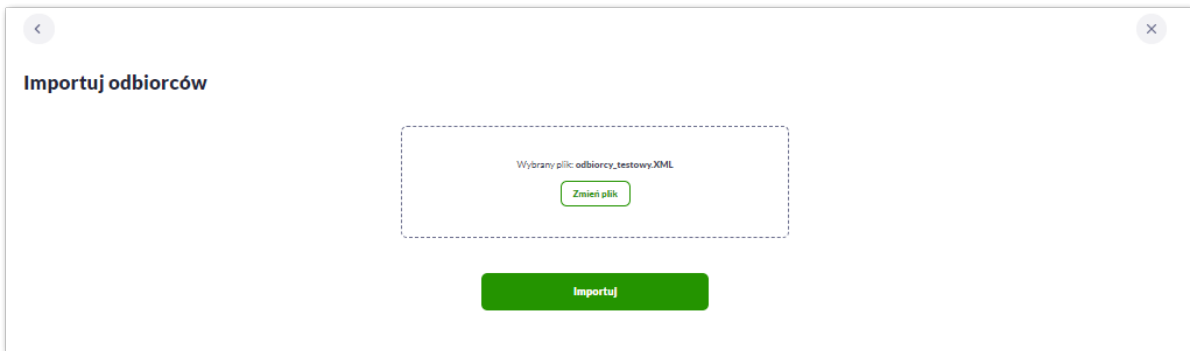 Importuj odbiorców
Wybrany plik: odbiorcy_testowy.XML
Zmień plik
Importuj